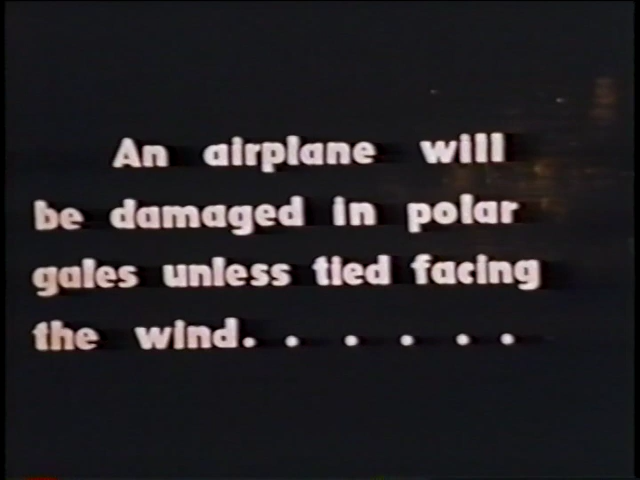 An airplane will
be damaged in polar
gales unless tied facing
the wind. . . . . .